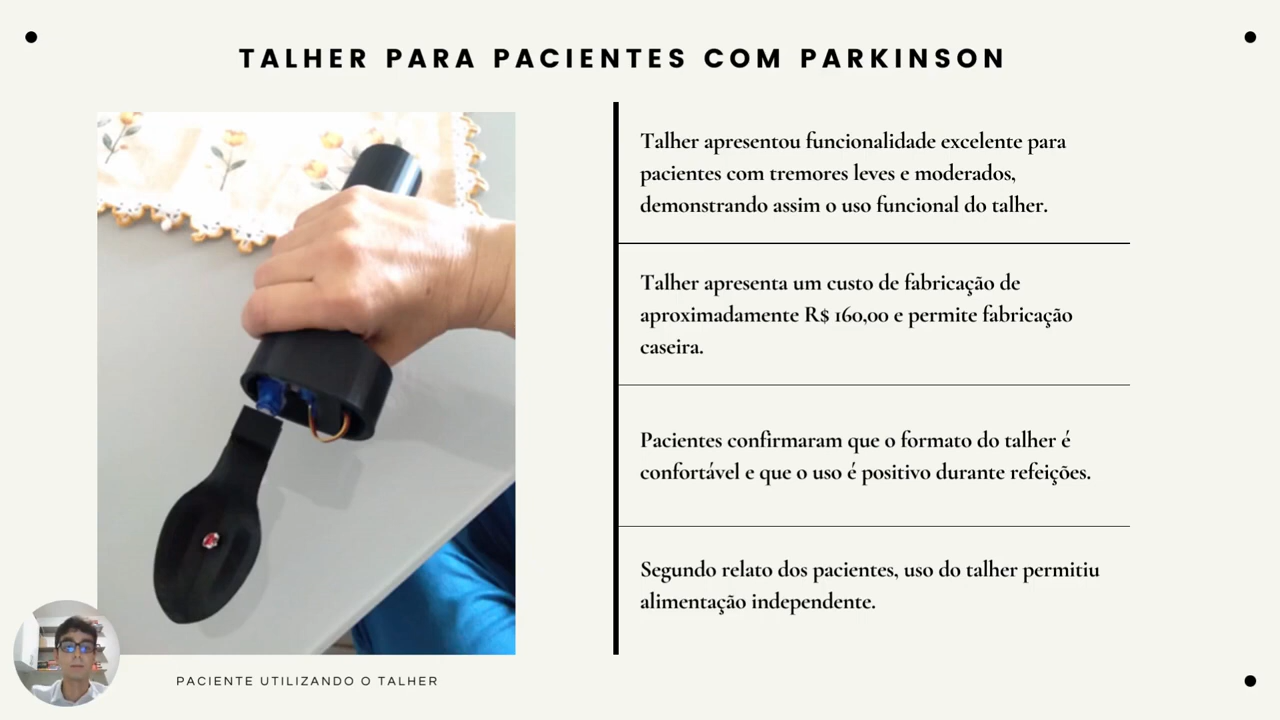 TALHER PARA PACIENTES COM PARKINSON
Talher apresentou funcionalidade excelente para
pacientes com tremores leves e moderados,
demonstrando assim o uso funcional do talher.
Talher apresenta um custo de fabricação de
aproximadamente R$ 160,00 e permite fabricação
caseira.
Pacientes confirmaram que o formato do talher é
confortável e que o uso é positivo durante refeições.
Segundo relato dos pacientes, uso do talher permitiu
alimentação independente.
PACIENTE UTILIZANDO O TALHER